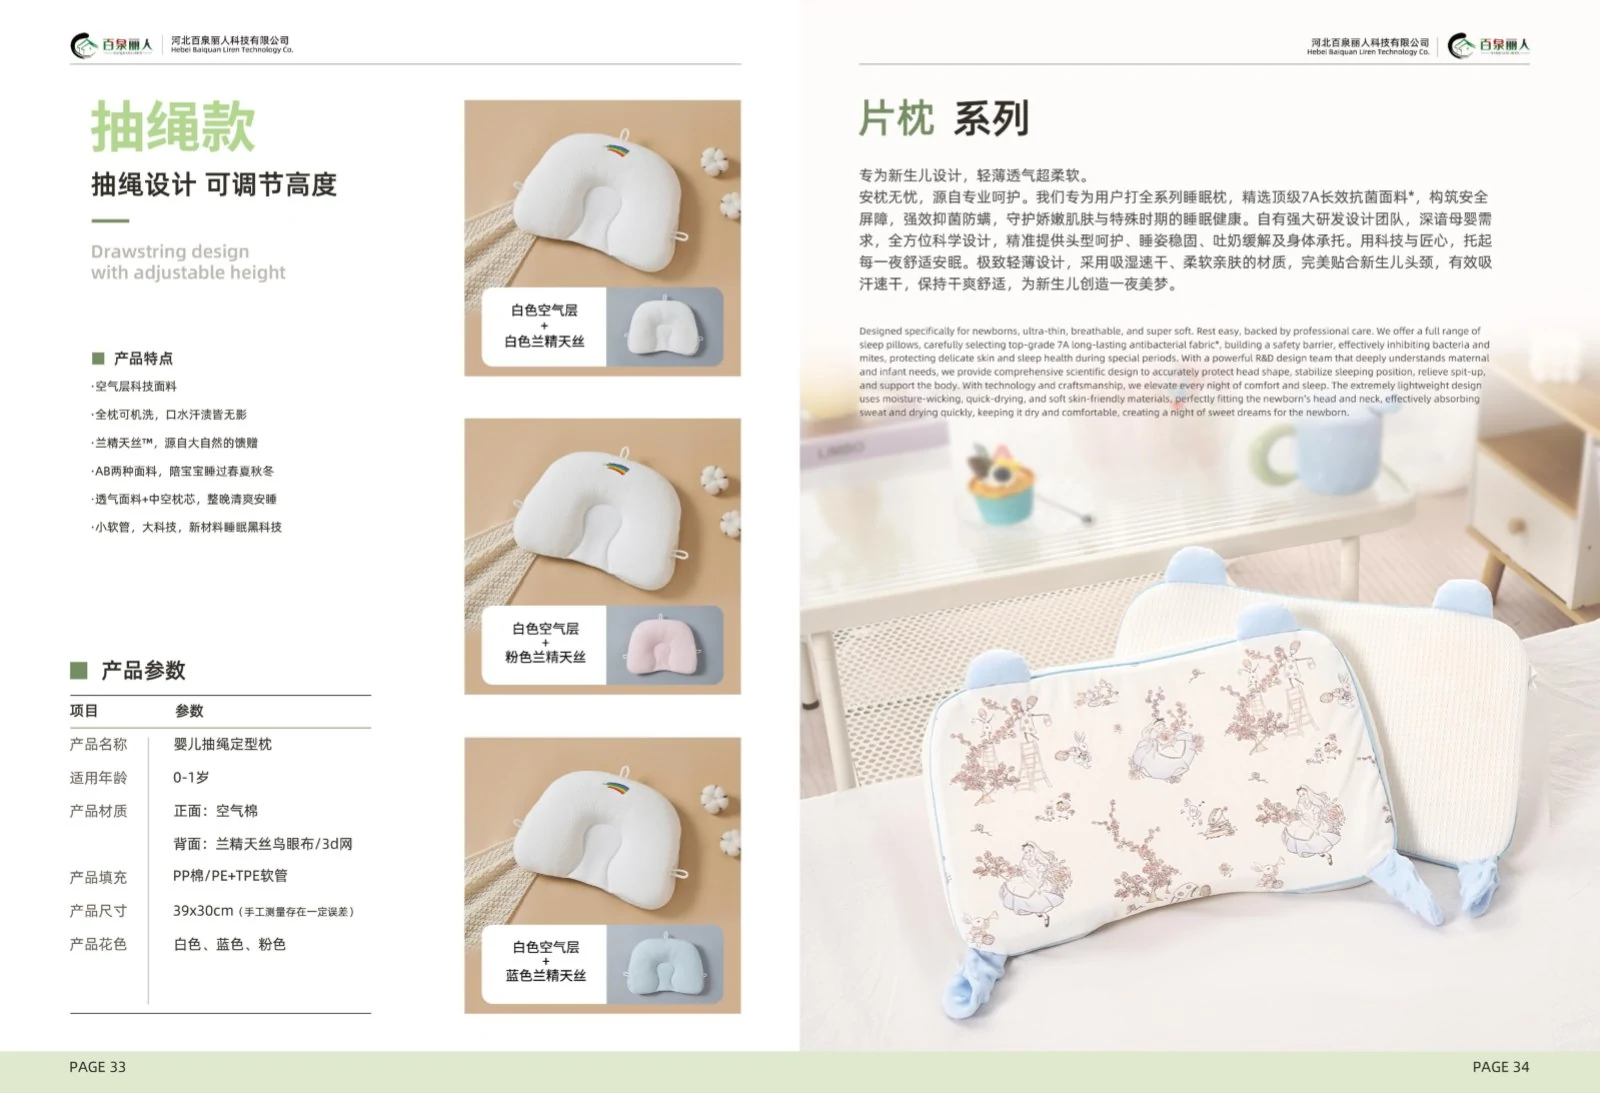 百泉丽人
河北百泉丽人科技有限公司
Hebei Baiquan Liren Technology Co.
抽绳款
抽绳设计 可调节高度
Drawstring design
with adjustable height
■ 产品特点
·空气层科技面料
·全枕可机洗，口水汗渍皆无影
·兰精天丝™，源自大自然的馈赠
·AB两种面料，陪宝宝睡过春夏秋冬
·透气面料+中空枕芯，整晚清爽安睡
·小软管，大科技，新材料睡眠黑科技
■ 产品参数
项目 参数
产品名称 婴儿抽绳定型枕
适用年龄 0-1岁
产品材质 正面：空气棉
背面：兰精天丝鸟眼布/3d网
产品填充 PP棉/PE+TPE软管
产品尺寸 39x30cm（手工测量存在一定误差）
产品花色 白色、蓝色、粉色
白色空气层
+
白色兰精天丝
白色空气层
+
粉色兰精天丝
白色空气层
+
蓝色兰精天丝
PAGE 33
河北百泉丽人科技有限公司
Hebei Baiquan Liren Technology Co.
百泉丽人
片枕 系列
专为新生儿设计，轻薄透气超柔软。
安枕无忧，源自专业呵护。我们专为用户打全系列睡眠枕，精选顶级7A长效抗菌面料*，构筑安全
屏障，强效抑菌防螨，守护娇嫩肌肤与特殊时期的睡眠健康。自有强大研发设计团队，深谙母婴需
求，全方位科学设计，精准提供头型呵护、睡姿稳固、吐奶缓解及身体承托。用科技与匠心，托起
每一夜舒适安眠。极致轻薄设计，采用吸湿速干、柔软亲肤的材质，完美贴合新生儿头颈，有效吸
汗速干，保持干爽舒适，为新生儿创造一夜美梦。
Designed specifically for newborns, ultra-thin, breathable, and super soft. Rest easy, backed by professional care. We offer a full range of
sleep pillows, carefully selecting top-grade 7A long-lasting antibacterial fabric*, building a safety barrier, effectively inhibiting bacteria and
mites, protecting delicate skin and sleep health during special periods. With a powerful R&D design team that deeply understands maternal
and infant needs, we provide comprehensive scientific design to accurately protect head shape, stabilize sleeping position, relieve spit-up,
and support the body. With technology and craftsmanship, we elevate every night of comfort and sleep. The extremely lightweight design
uses moisture-wicking, quick-drying, and soft skin-friendly materials, perfectly fitting the newborn's head and neck, effectively absorbing
sweat and drying quickly, keeping it dry and comfortable, creating a night of sweet dreams for the newborn.
PAGE 34